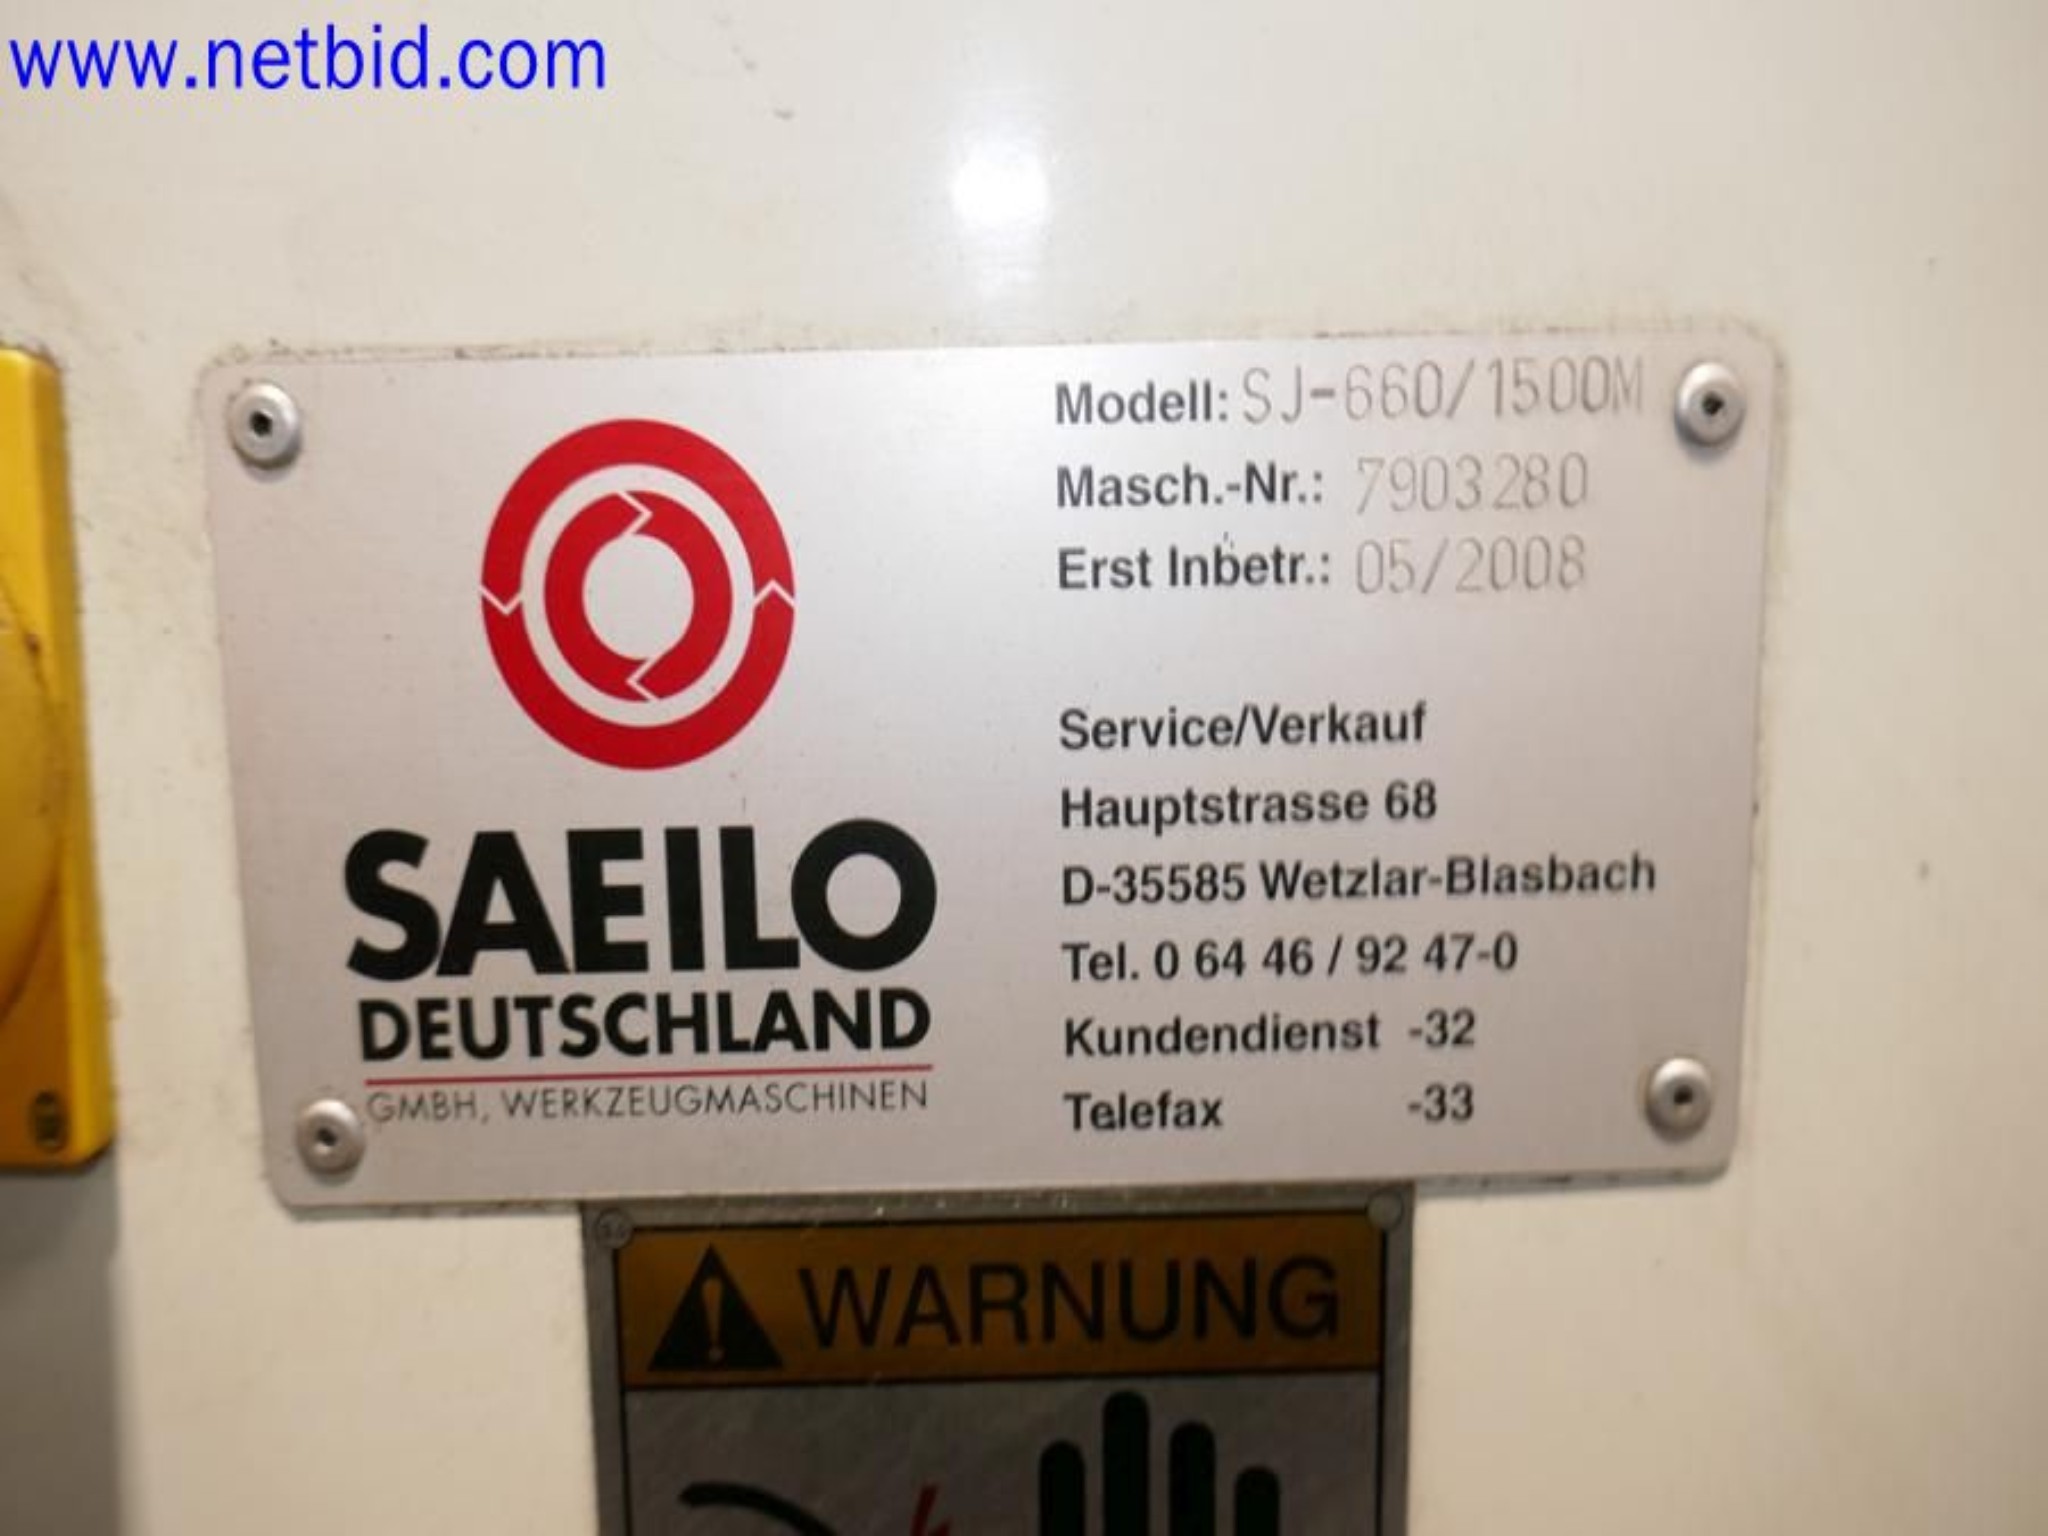 www.netbid.com
Modell: SJ-660/1500M
Masch.-Nr.: 7903280
Erst Inbetr.: 05/2008
Service/Verkauf
Hauptstrasse 68
D-35585 Wetzlar-Blasbach
Tel. 0 64 46 / 92 47-0
Kundendienst -32
Telefax -33
SAEILO
DEUTSCHLAND
GMBH, WERKZEUGMASCHINEN
WARNUNG